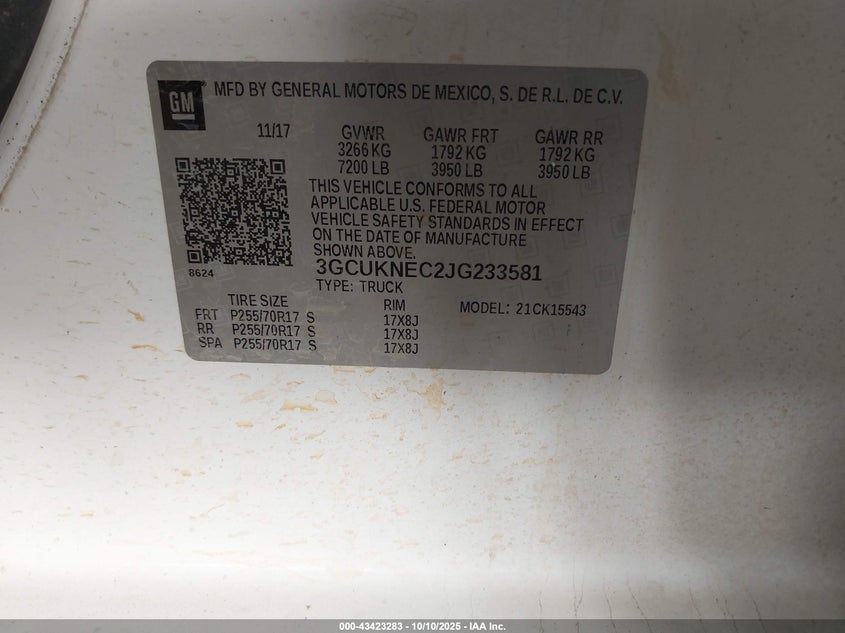 GM ® MFD BY GENERAL MOTORS DE MEXICO, S. DE R.L. DE C.V.
11/17 GVWR GAWR FRT GAWR RR
3266 KG 1792 KG 1792 KG
7200 LB 3950 LB 3950 LB
THIS VEHICLE CONFORMS TO ALL
APPLICABLE U.S. FEDERAL MOTOR
VEHICLE SAFETY STANDARDS IN EFFECT
ON THE DATE OF MANUFACTURE
SHOWN ABOVE.
8624
3GCUKNEC2JG233581
TYPE: TRUCK
TIRE SIZE RIM MODEL: 21CK15543
FRT P255/70R17 S 17X8J
RR P255/70R17 S 17X8J
SPA P255/70R17 S 17X8J
000-43423283 - 10/10/2025 - IAA Inc.